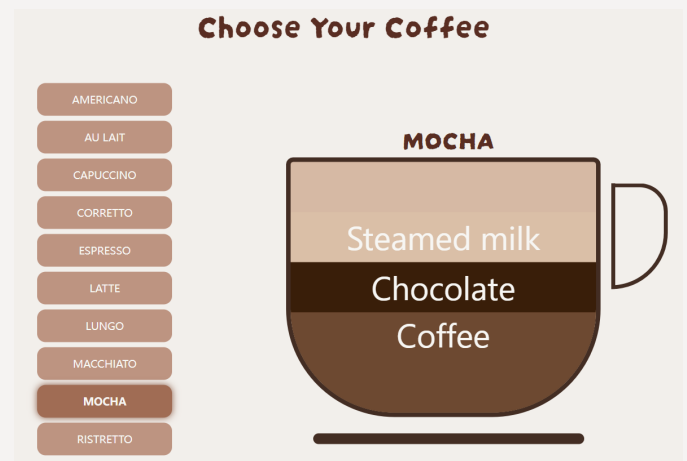 Choose Your Coffee
AMERICANO
AU LAIT
CAPUCCINO
CORRETTO
ESPRESSO
LATTE
LUNGO
MACCHIATO
MOCHA
RISTRETTO
MOCHA
Steamed milk
Chocolate
Coffee